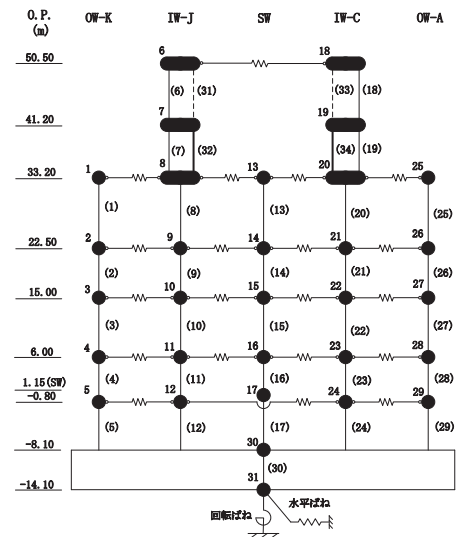 O.P. OW-K IW-J SW IW-C OW-A
(m)
6 18
50.50
(6) (31) (33) (18)
7 19
41.20
(7) (32) (34) (19)
1 8 13 20 25
33.20
(1) (8) (13) (20) (25)
2 9 14 21 26
22.50
(2) (9) (14) (21) (26)
3 10 15 22 27
15.00
(3) (10) (15) (22) (27)
4 11 16 23 28
6.00
(4) (11) (16) (23) (28)
1.15(SW)
5 12 17 24 29
-0.80
(5) (12) (17) (24) (29)
-8.10 30
(30)
-14.10 31
水平ばね
回転ばね